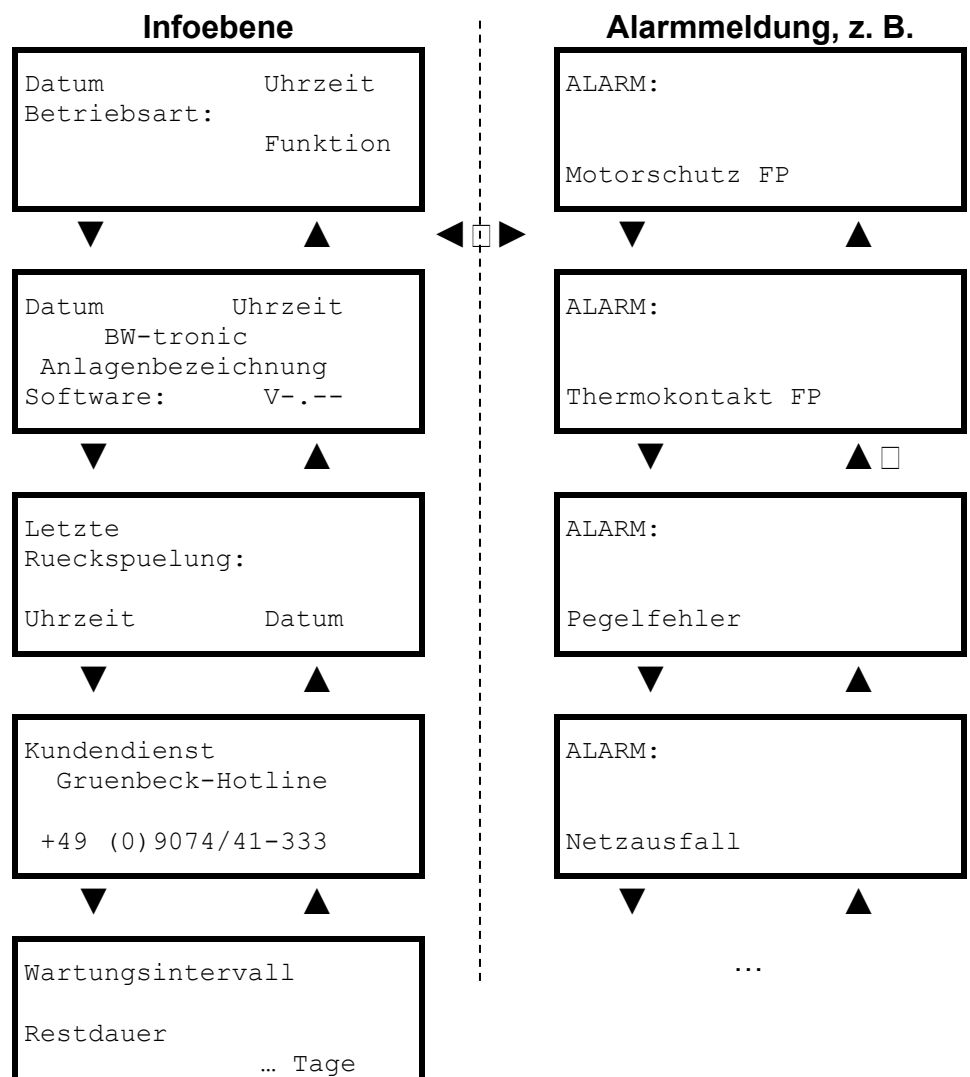 Infoebene
Datum Uhrzeit
Betriebsart:
Funktion
Datum Uhrzeit
BW-tronic
Anlagenbezeichnung
Software: V-.--
Letzte
Rueckspuelung:
Uhrzeit Datum
Kundendienst
Gruenbeck-Hotline
+49 (0)9074/41-333
Wartungsintervall
Restdauer
… Tage
Alarmmeldung, z. B.
ALARM:
Motorschutz FP
ALARM:
Thermokontakt FP
ALARM:
Pegelfehler
ALARM:
Netzausfall
…